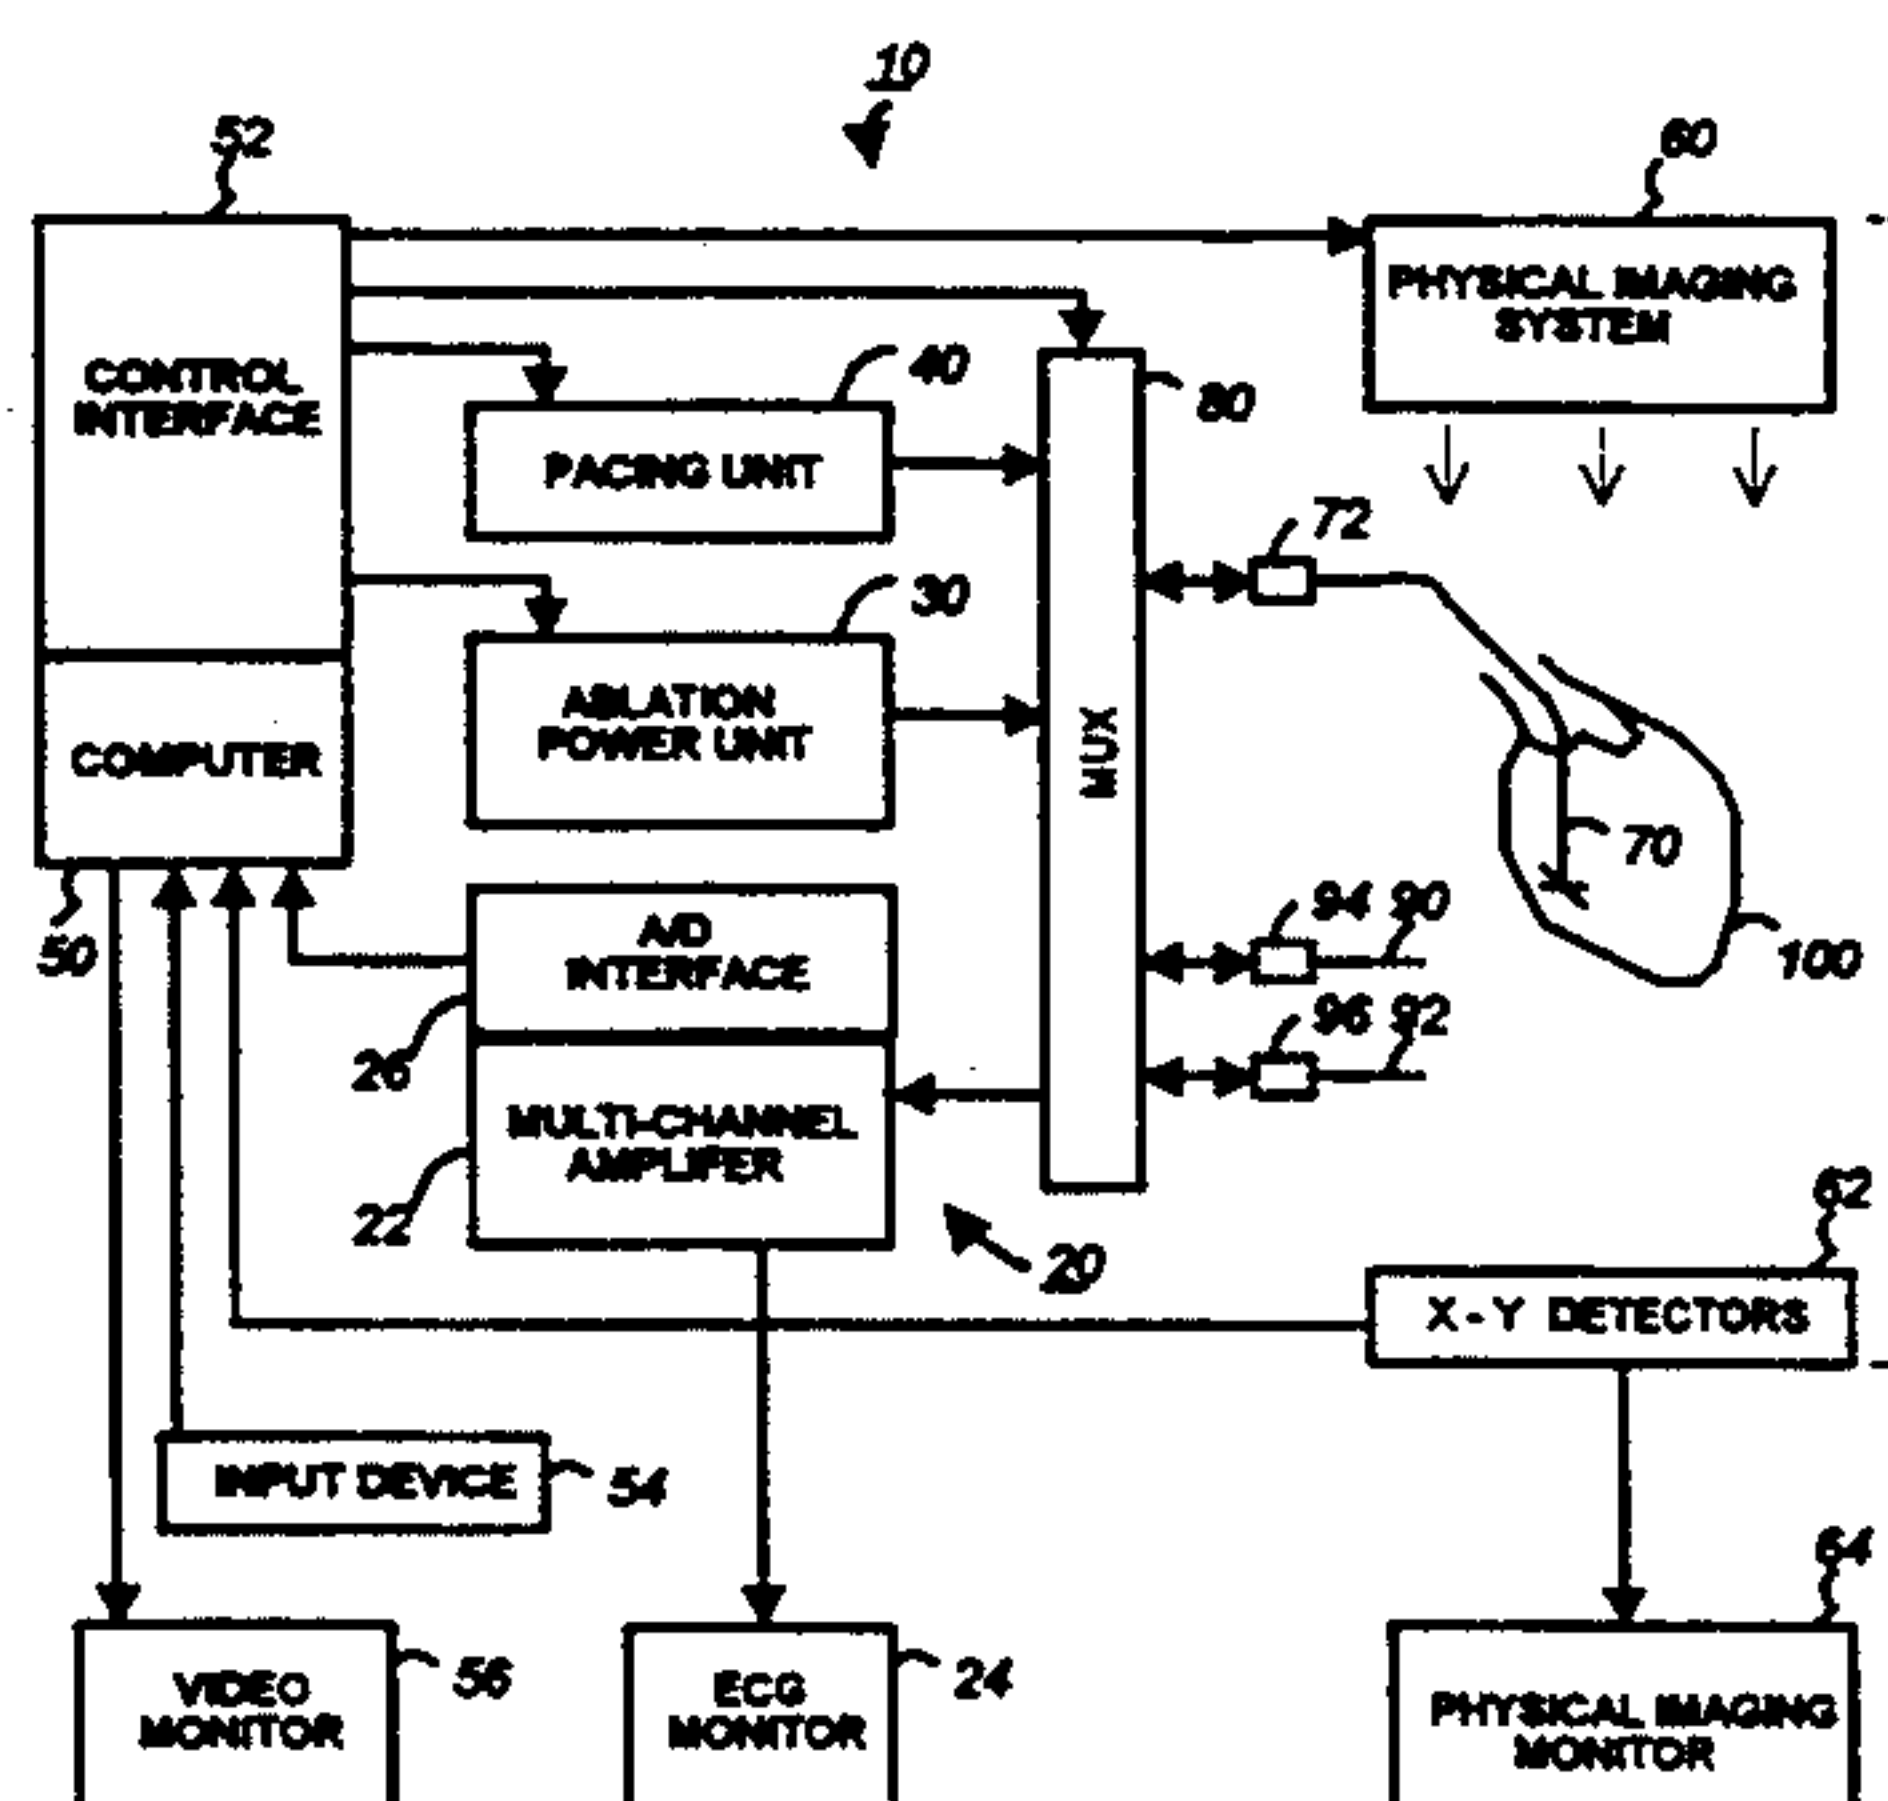 10
52
60
PHYSICAL IMAGING
SYSTEM
CONTROL
INTERFACE
40
80
PACING UNIT
72
30
ABLATION
POWER UNIT
MUX
COMPUTER
70
94 90
A/D
INTERFACE
50
100
96 92
26
MULTI-CHANNEL
AMPLIFER
22
62
20
X - Y DETECTORS
INPUT DEVICE
54
64
VIDEO
MONITOR
56
ECG
MONITOR
24
PHYSICAL IMAGING
MONITOR